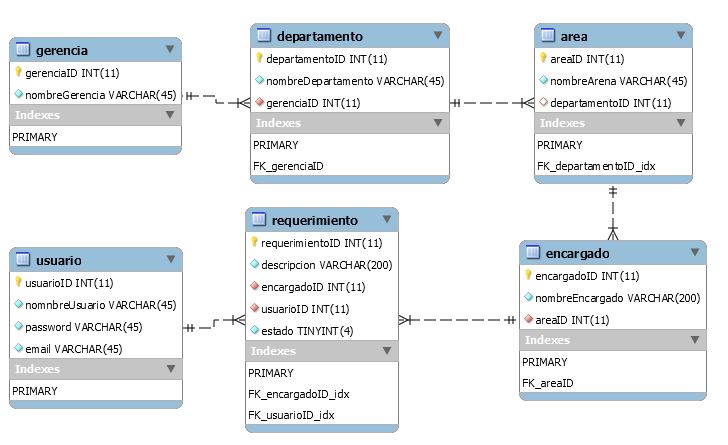 gerencia
gerenciaID INT(11)
nombreGerencia VARCHAR(45)
Indexes
PRIMARY
departamento
departamentoID INT(11)
nombreDepartamento VARCHAR(45)
gerenciaID INT(11)
Indexes
PRIMARY
FK_gerenciaID
area
areaID INT(11)
nombreArena VARCHAR(45)
departamentoID INT(11)
Indexes
PRIMARY
FK_departamentoID_idx
usuario
usuarioID INT(11)
nomnbreUsuario VARCHAR(45)
password VARCHAR(45)
email VARCHAR(45)
Indexes
PRIMARY
requerimiento
requerimientoID INT(11)
descripcion VARCHAR(200)
encargadoID INT(11)
usuarioID INT(11)
estado TINYINT(4)
Indexes
PRIMARY
FK_encargadoID_idx
FK_usuarioID_idx
encargado
encargadoID INT(11)
nombreEncargado VARCHAR(200)
areaID INT(11)
Indexes
PRIMARY
FK_areaID